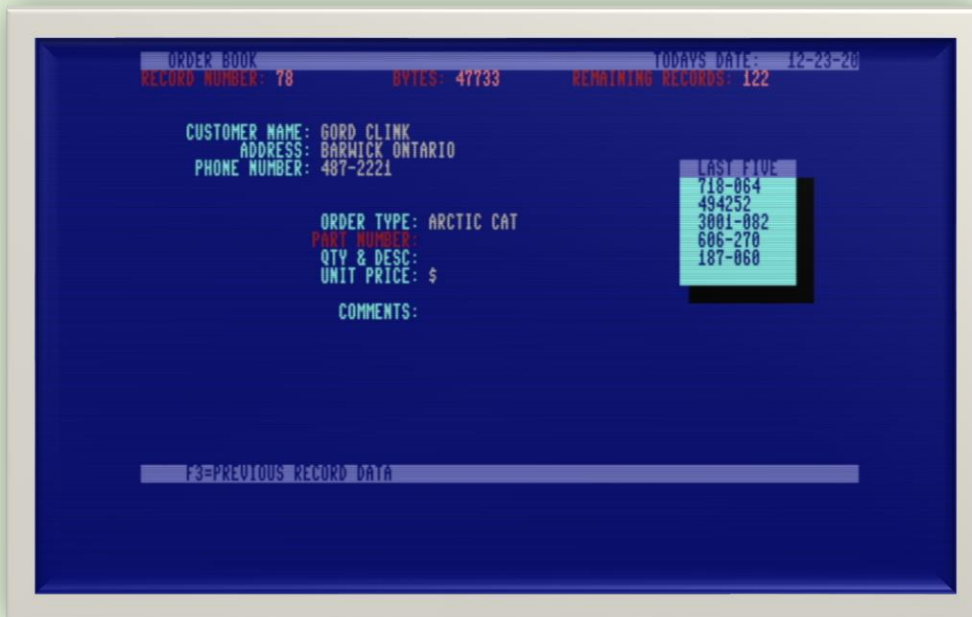 ORDER BOOK TODAYS DATE: 12-23-20
RECORD NUMBER: 78 BYTES: 47733 REMAINING RECORDS: 122
CUSTOMER NAME: GORD CLINK
ADDRESS: BARWICK ONTARIO
PHONE NUMBER: 487-2221
LAST FIVE
718-064
494252
3001-082
606-270
187-060
ORDER TYPE: ARCTIC CAT
PART NUMBER:
QTY & DESC:
UNIT PRICE: $
COMMENTS:
F3=PREVIOUS RECORD DATA